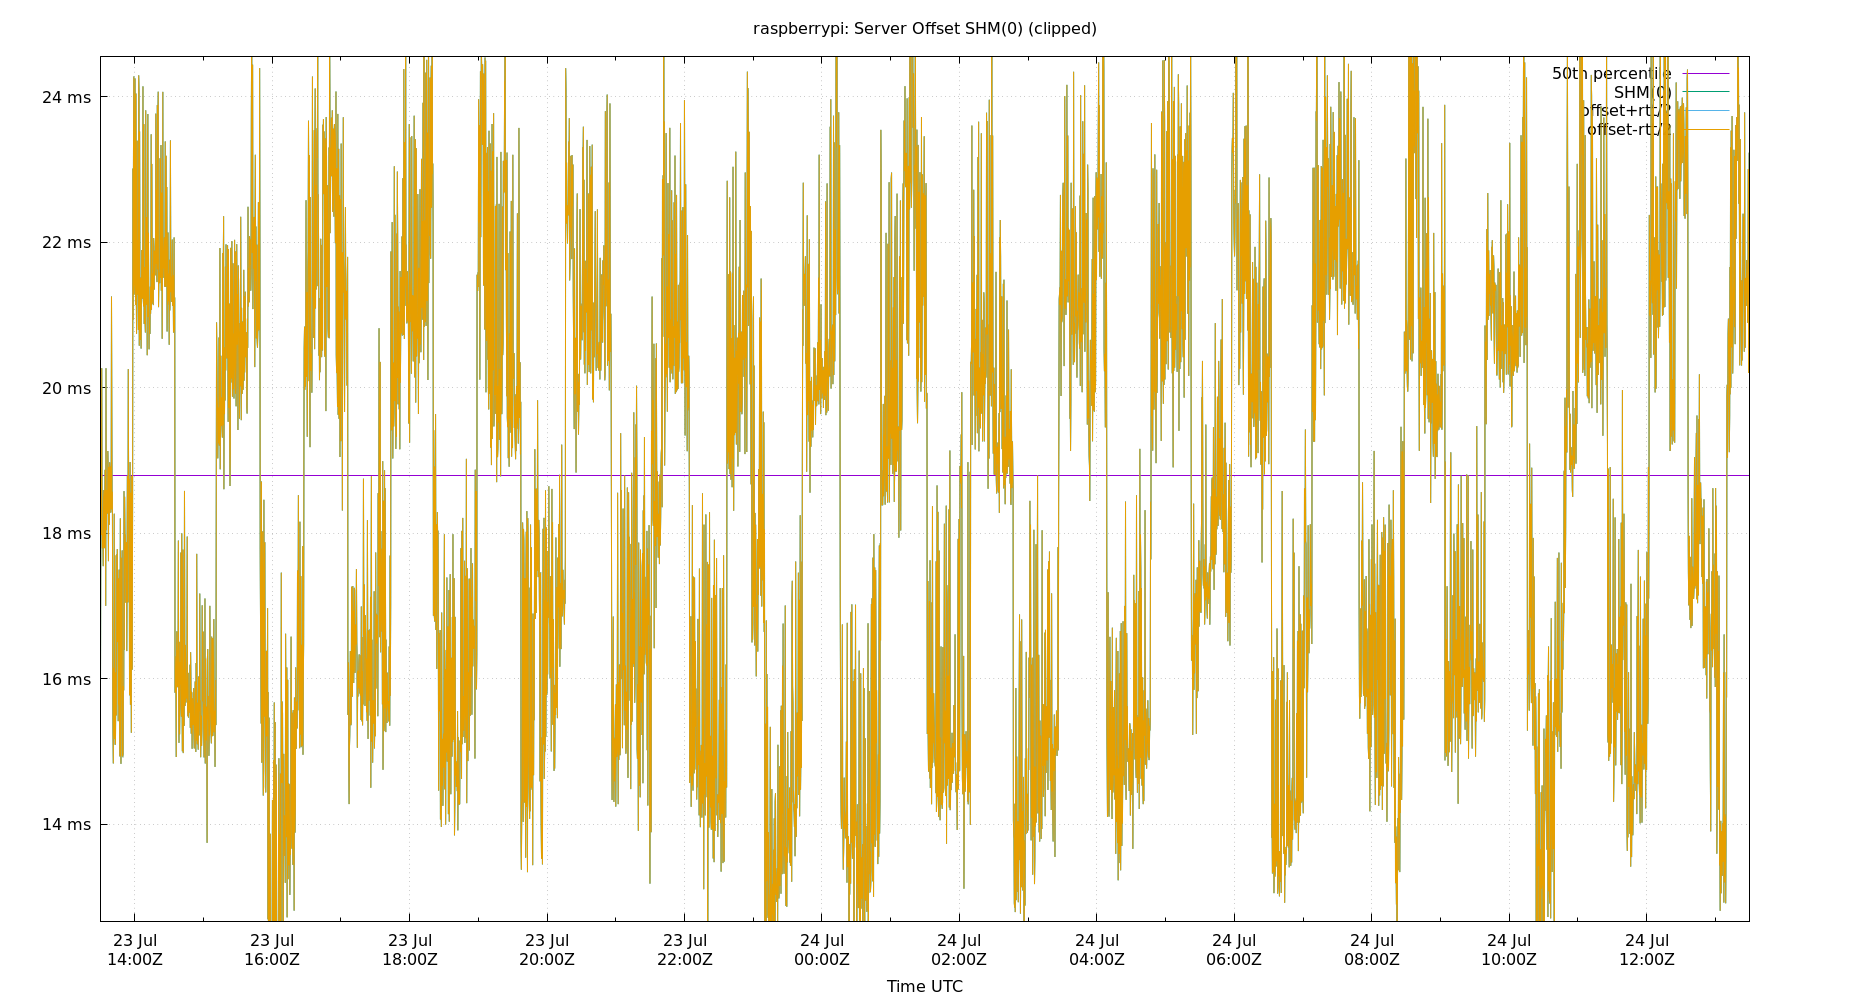 raspberrypi: Server Offset SHM(0) (clipped)
50th percentile
SHM(0)
offset+rtt/2
offset-rtt/2
24 ms
22 ms
20 ms
18 ms
16 ms
14 ms
23 Jul 23 Jul 23 Jul 23 Jul 23 Jul 24 Jul 24 Jul 24 Jul 24 Jul 24 Jul 24 Jul 24 Jul
14:00Z 16:00Z 18:00Z 20:00Z 22:00Z 00:00Z 02:00Z 04:00Z 06:00Z 08:00Z 10:00Z 12:00Z
Time UTC